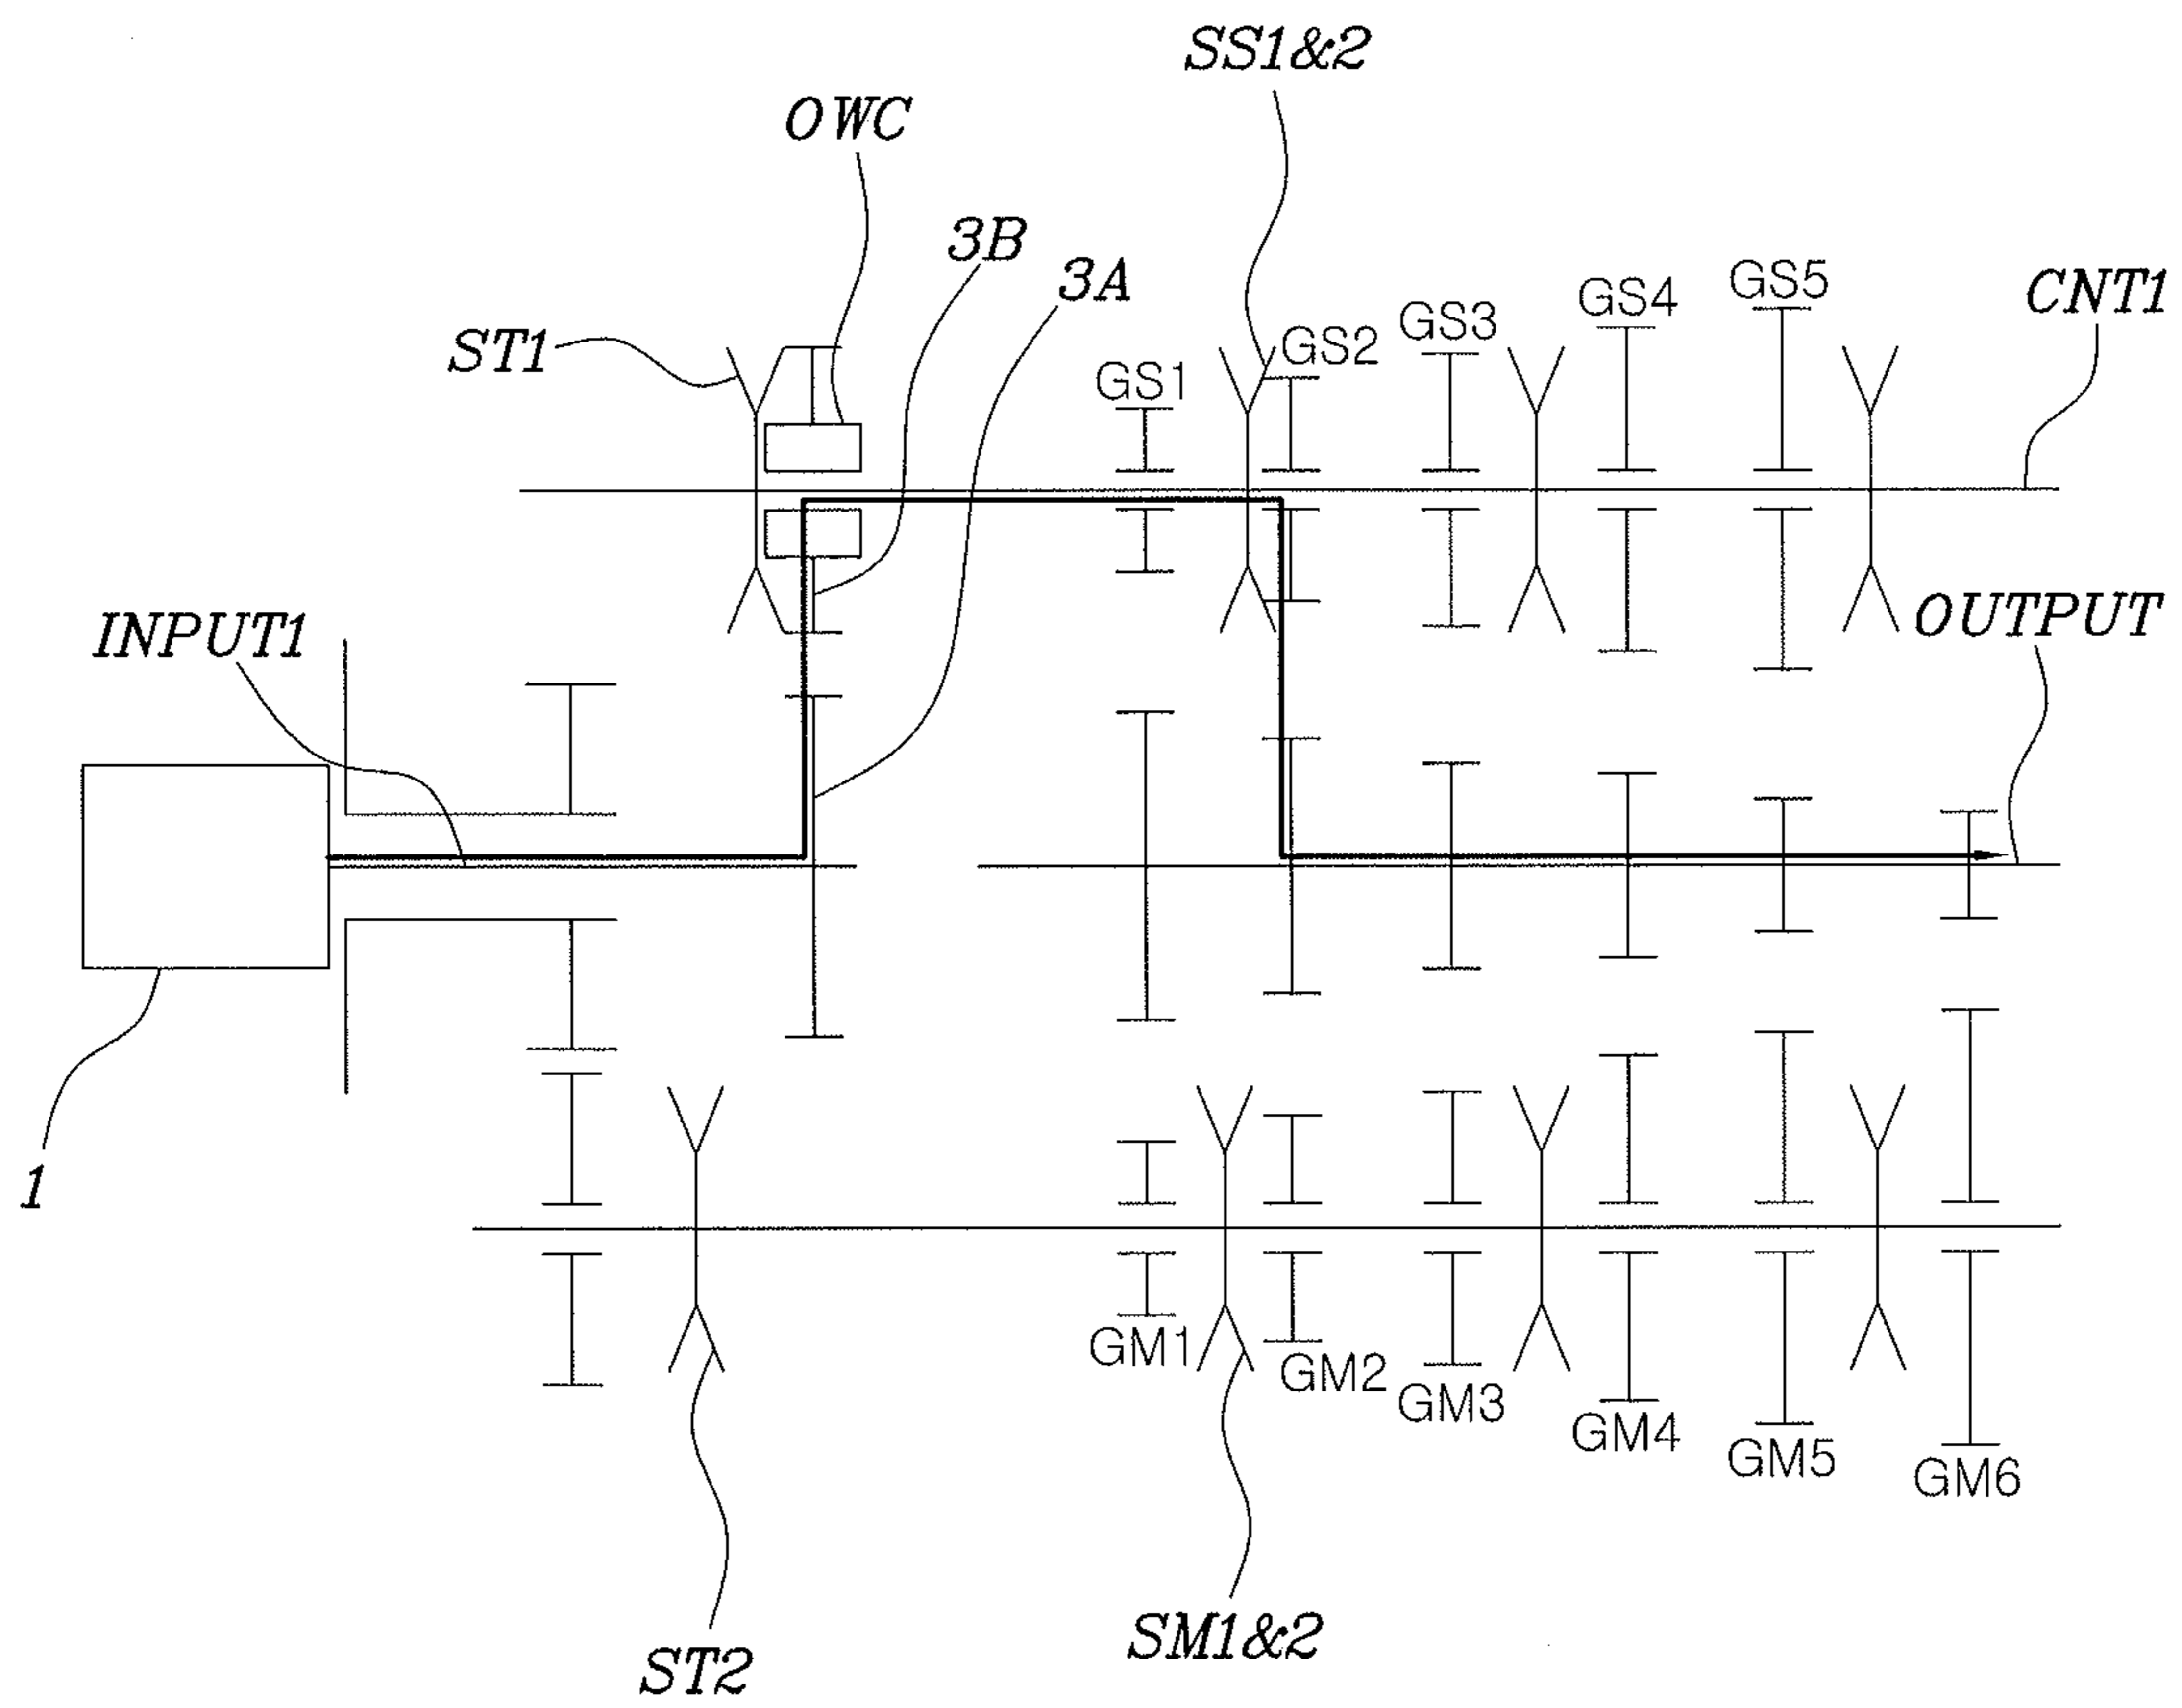 SS1&2
OWC
3B
3A
GS5
CNT1
GS4
GS3
ST1
GS2
GS1
OUTPUT
INPUT1
1
GM1
GM2
GM3
GM4
GM5
GM6
SM1&2
ST2